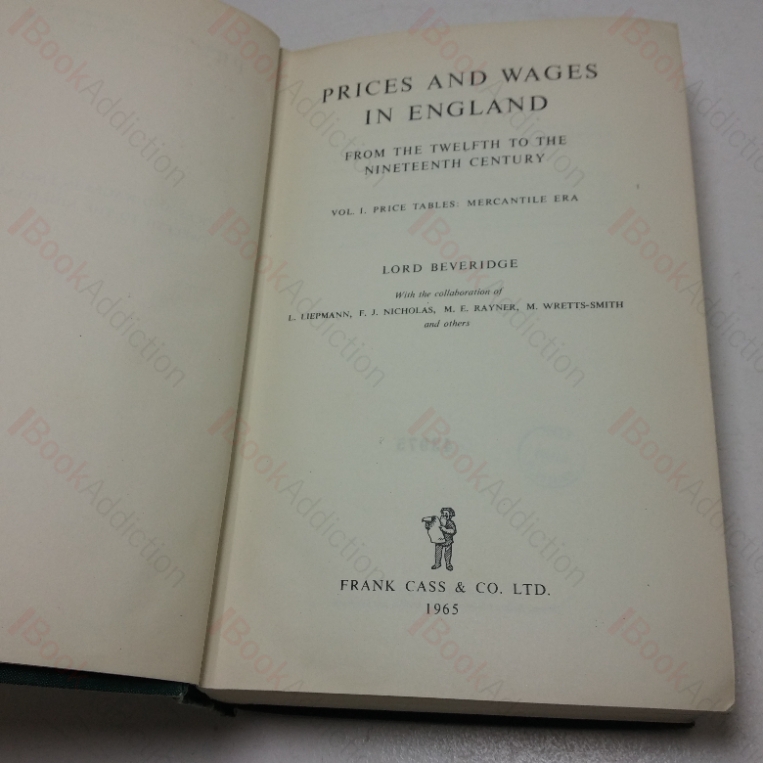 PRICES AND WAGES
IN ENGLAND
FROM THE TWELFTH TO THE
NINETEENTH CENTURY
VOL. I. PRICE TABLES: MERCANTILE ERA
LORD BEVERIDGE
With the collaboration of
L. LIEPMANN, F. J. NICHOLAS, M. E. RAYNER, M. WRETTS-SMITH
and others
FRANK CASS & CO. LTD.
1965
BookAddiction